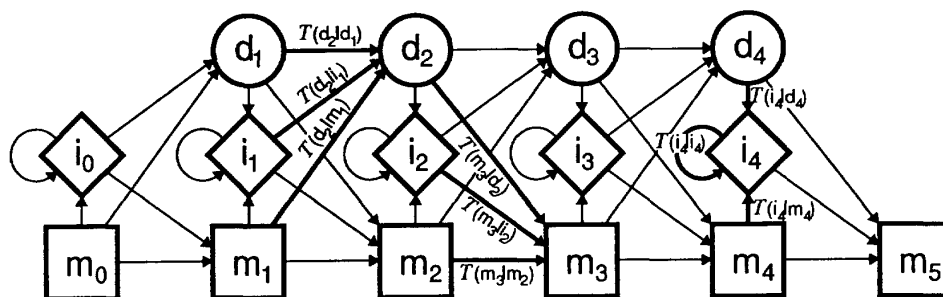 d1 T(d2|d1) d2 d3 d4
T(d2|i1) T(i4|d4)
T(d2|m1) T(m3|d2) T(i4|i4)
i0 i1 i2 i3 i4
T(m3|i2) T(i4|m4)
m0 m1 m2 T(m3|m2) m3 m4 m5